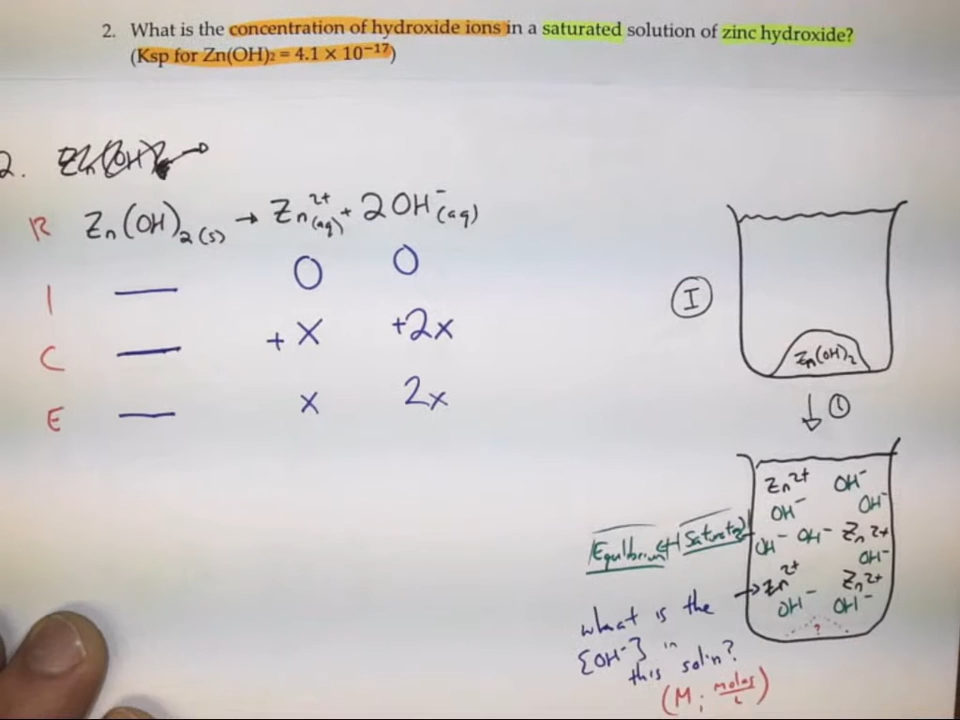 2. What is the concentration of hydroxide ions in a saturated solution of zinc hydroxide?
(Ksp for Zn(OH)₂ = 4.1 × 10⁻¹⁷)
2. Zn(OH)₂ →
R Zn(OH)₂(s) → Zn²⁺(aq) + 2OH⁻(aq)
I — 0 0
C — +x +2x
E — x 2x
I
Zn(OH)₂
↓
Zn²⁺ OH⁻
OH⁻ OH⁻
OH⁻ OH⁻ Zn²⁺
OH⁻
→ Zn²⁺ Zn²⁺
OH⁻ OH⁻
?
what is the
[OH⁻] in
this sol'n?
(M; moles/L)